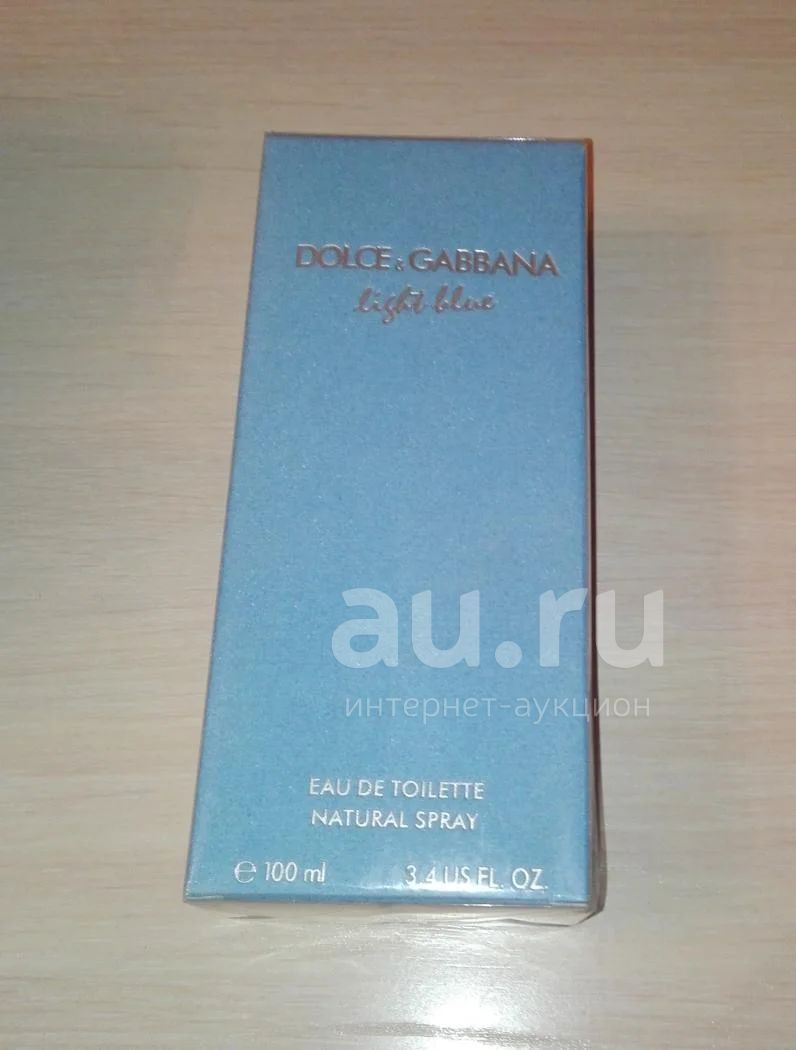 DOLCE & GABBANA
light blue
au.ru
интернет-аукцион
EAU DE TOILETTE
NATURAL SPRAY
℮ 100 ml 3.4 US FL. OZ.